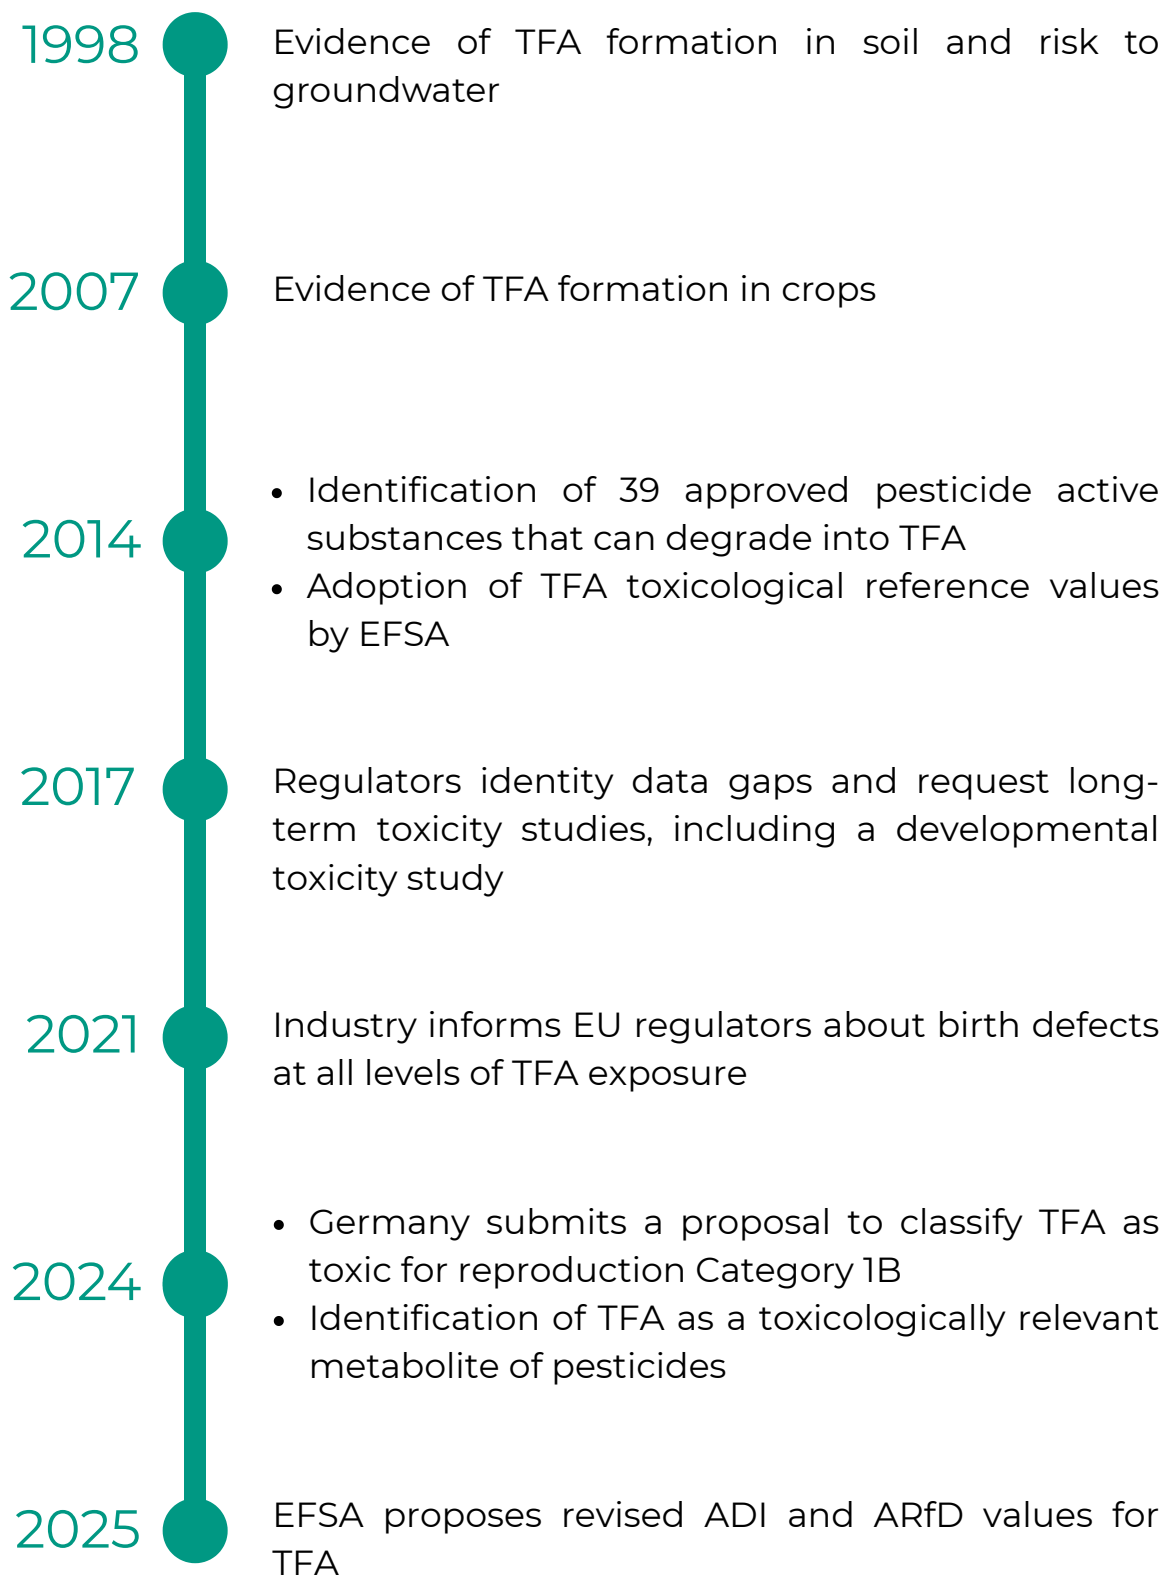 1998
Evidence of TFA formation in soil and risk to
groundwater
2007
Evidence of TFA formation in crops
2014
• Identification of 39 approved pesticide active
substances that can degrade into TFA
• Adoption of TFA toxicological reference values
by EFSA
2017
Regulators identity data gaps and request long-
term toxicity studies, including a developmental
toxicity study
2021
Industry informs EU regulators about birth defects
at all levels of TFA exposure
2024
• Germany submits a proposal to classify TFA as
toxic for reproduction Category 1B
• Identification of TFA as a toxicologically relevant
metabolite of pesticides
2025
EFSA proposes revised ADI and ARfD values for
TFA